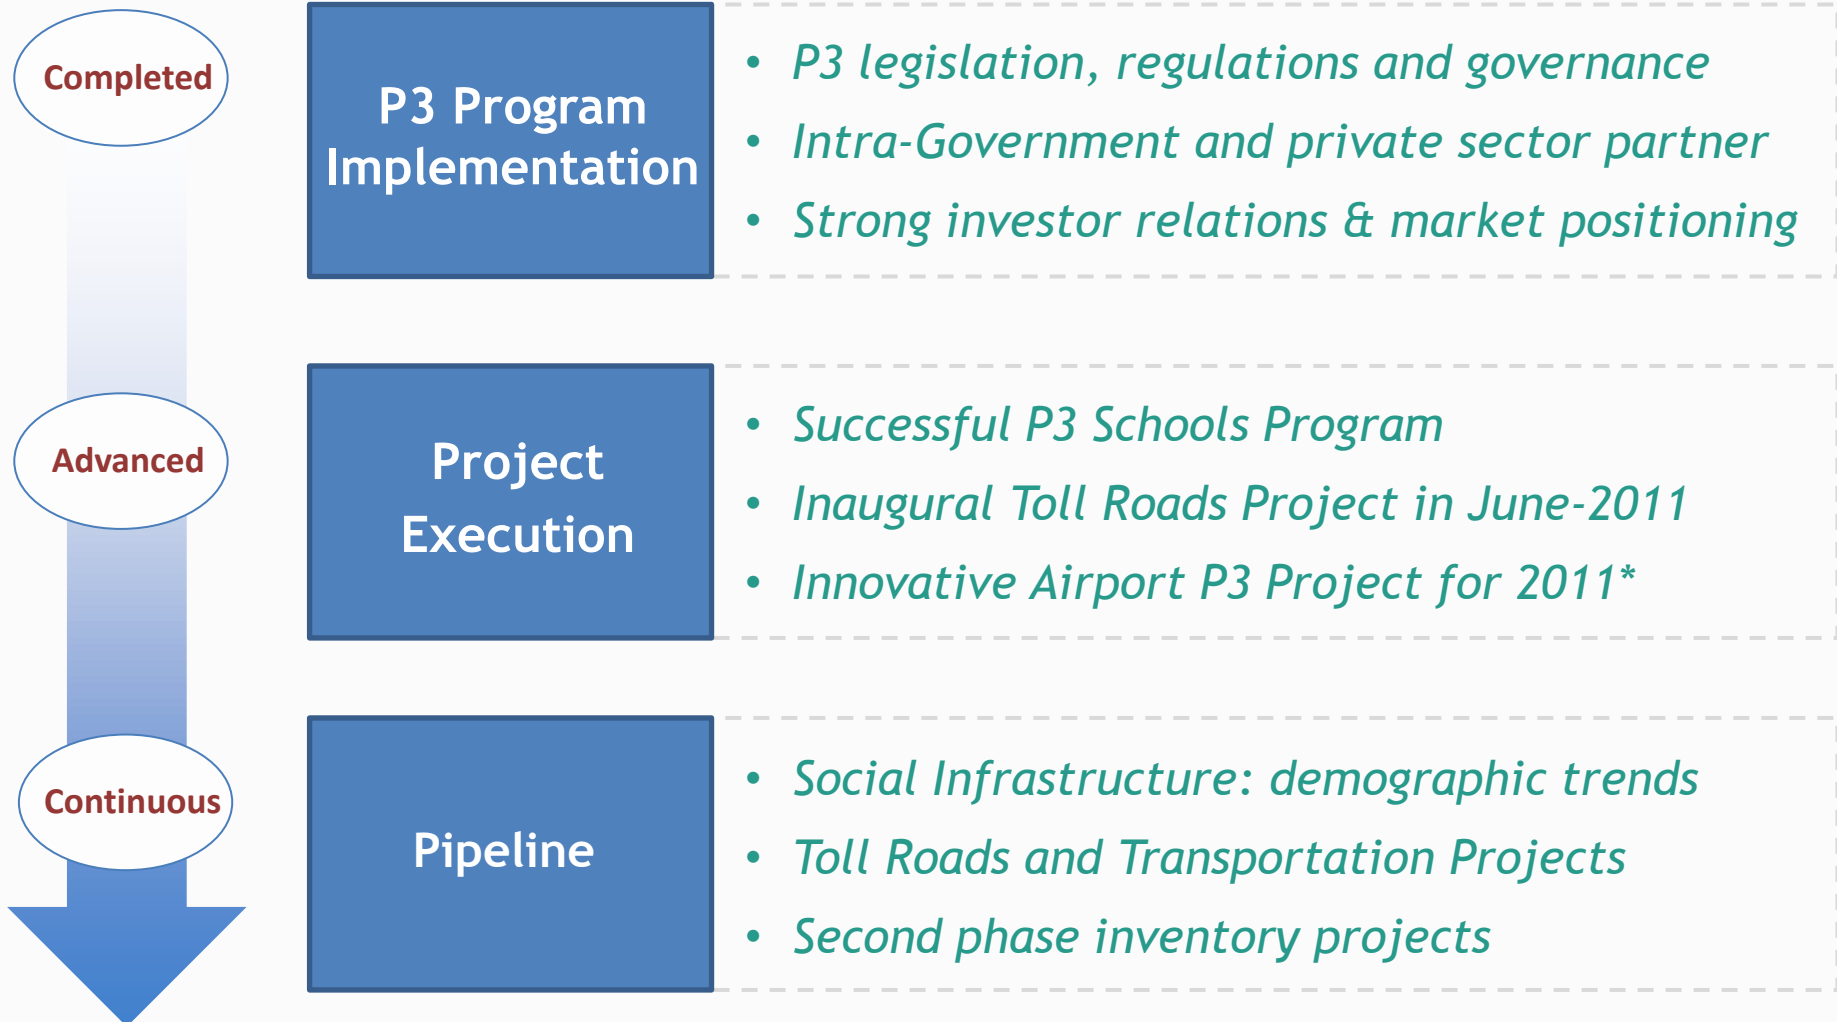 Completed
P3 Program
Implementation
• P3 legislation, regulations and governance
• Intra-Government and private sector partner
• Strong investor relations & market positioning
Advanced
Project
Execution
• Successful P3 Schools Program
• Inaugural Toll Roads Project in June-2011
• Innovative Airport P3 Project for 2011*
Continuous
Pipeline
• Social Infrastructure: demographic trends
• Toll Roads and Transportation Projects
• Second phase inventory projects